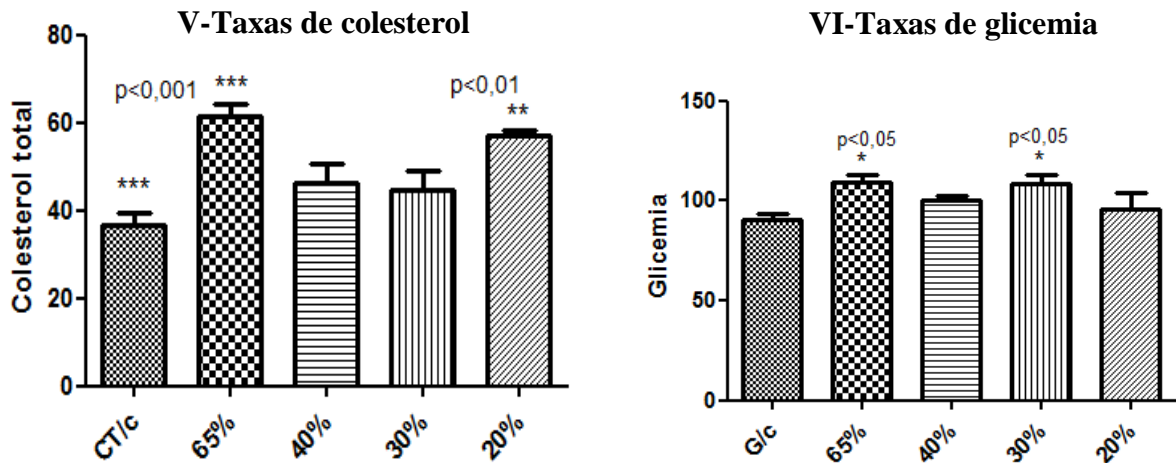 V-Taxas de colesterol
80
60
40
20
0
Colesterol total
p<0,001
***
***
p<0,01
**
CT/c
65%
40%
30%
20%
VI-Taxas de glicemia
150
100
50
0
Glicemia
p<0,05
*
p<0,05
*
G/c
65%
40%
30%
20%